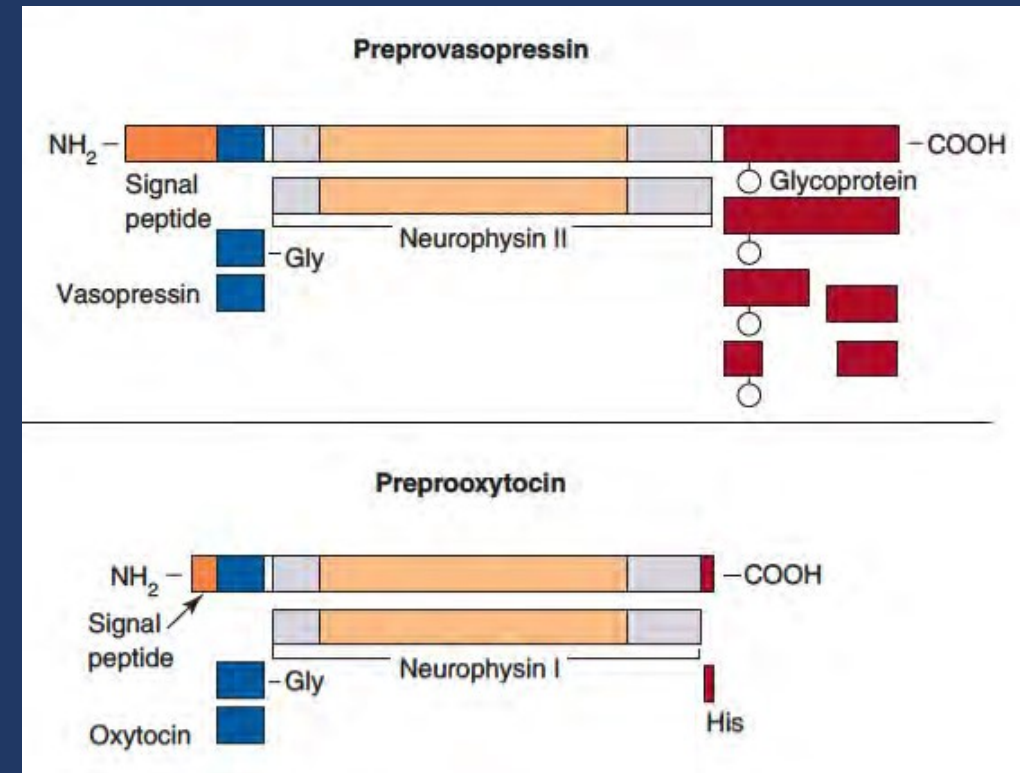 Preprovasopressin
NH2
COOH
Signal
peptide
Glycoprotein
Neurophysin II
Gly
Vasopressin
Preprooxytocin
NH2
COOH
Signal
peptide
Neurophysin I
Gly
His
Oxytocin